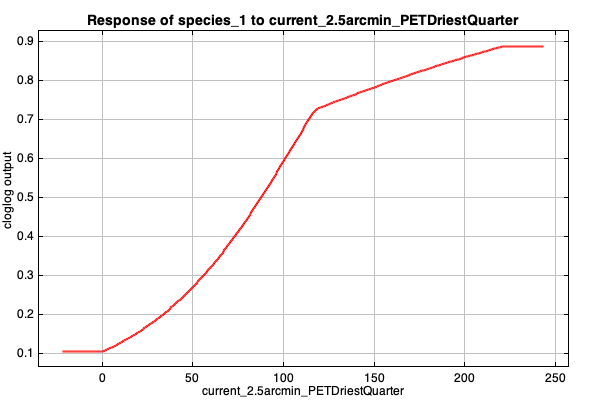 Response of species_1 to current_2.5arcmin_PETDriestQuarter
cloglog output
0.9
0.8
0.7
0.6
0.5
0.4
0.3
0.2
0.1
0 50 100 150 200 250
current_2.5arcmin_PETDriestQuarter